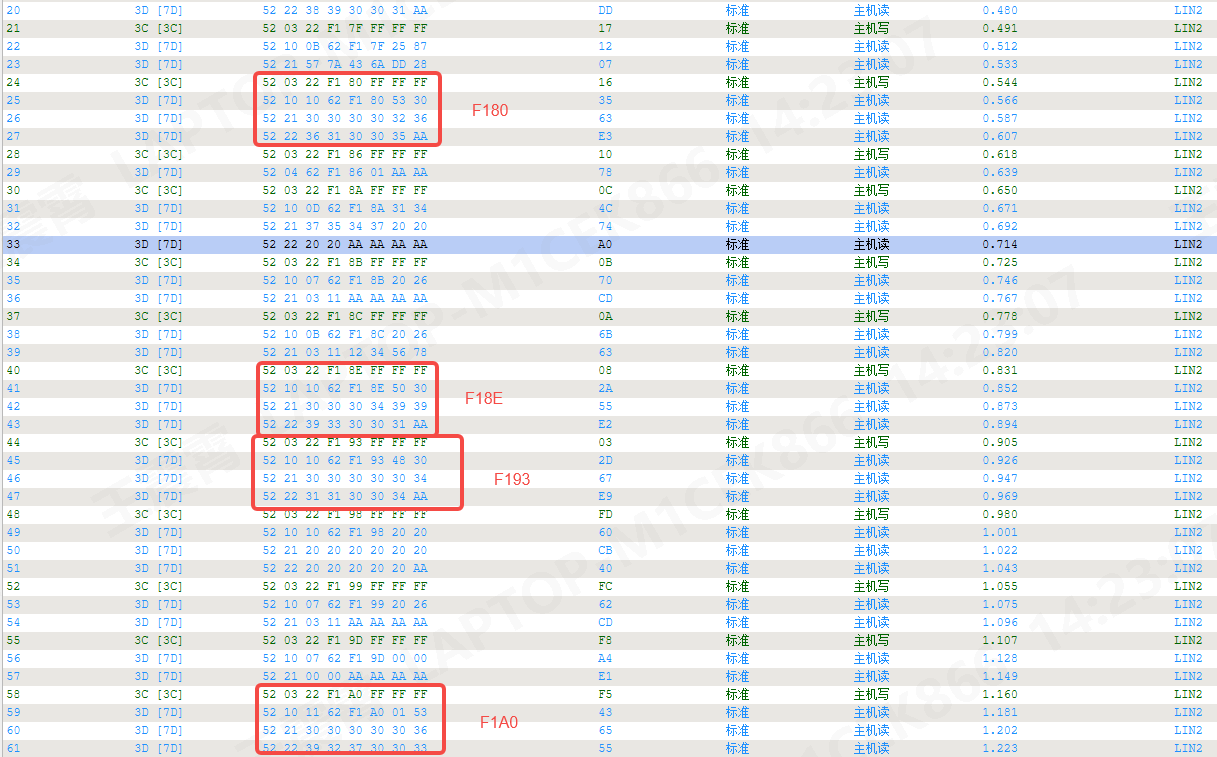 20 3D [7D] 52 22 38 39 30 30 31 AA DD 标准 主机读 0.480 LIN2
21 3C [3C] 52 03 22 F1 7F FF FF FF 17 标准 主机写 0.491 LIN2
22 3D [7D] 52 10 0B 62 F1 7F 25 87 12 标准 主机读 0.512 LIN2
23 3D [7D] 52 21 57 7A 43 6A DD 28 07 标准 主机读 0.533 LIN2
24 3C [3C] 52 03 22 F1 80 FF FF FF 16 标准 主机写 0.544 LIN2
25 3D [7D] 52 10 10 62 F1 80 53 30 F180 35 标准 主机读 0.566 LIN2
26 3D [7D] 52 21 30 30 30 30 32 36 63 标准 主机读 0.587 LIN2
27 3D [7D] 52 22 36 31 30 30 35 AA E3 标准 主机读 0.607 LIN2
28 3C [3C] 52 03 22 F1 86 FF FF FF 10 标准 主机写 0.618 LIN2
29 3D [7D] 52 04 62 F1 86 01 AA AA 78 标准 主机读 0.639 LIN2
30 3C [3C] 52 03 22 F1 8A FF FF FF 0C 标准 主机写 0.650 LIN2
31 3D [7D] 52 10 0D 62 F1 8A 31 34 4C 标准 主机读 0.671 LIN2
32 3D [7D] 52 21 37 35 34 37 20 20 74 标准 主机读 0.692 LIN2
33 3D [7D] 52 22 20 20 AA AA AA AA A0 标准 主机读 0.714 LIN2
34 3C [3C] 52 03 22 F1 8B FF FF FF 0B 标准 主机写 0.725 LIN2
35 3D [7D] 52 10 07 62 F1 8B 20 26 70 标准 主机读 0.746 LIN2
36 3D [7D] 52 21 03 11 AA AA AA AA CD 标准 主机读 0.767 LIN2
37 3C [3C] 52 03 22 F1 8C FF FF FF 0A 标准 主机写 0.778 LIN2
38 3D [7D] 52 10 0B 62 F1 8C 20 26 6B 标准 主机读 0.799 LIN2
39 3D [7D] 52 21 03 11 12 34 56 78 63 标准 主机读 0.820 LIN2
40 3C [3C] 52 03 22 F1 8E FF FF FF 08 标准 主机写 0.831 LIN2
41 3D [7D] 52 10 10 62 F1 8E 50 30 F18E 2A 标准 主机读 0.852 LIN2
42 3D [7D] 52 21 30 30 30 34 39 39 55 标准 主机读 0.873 LIN2
43 3D [7D] 52 22 39 33 30 30 31 AA E2 标准 主机读 0.894 LIN2
44 3C [3C] 52 03 22 F1 93 FF FF FF 03 标准 主机写 0.905 LIN2
45 3D [7D] 52 10 10 62 F1 93 48 30 2D 标准 主机读 0.926 LIN2
46 3D [7D] 52 21 30 30 30 30 30 34 F193 67 标准 主机读 0.947 LIN2
47 3D [7D] 52 22 31 31 30 30 34 AA E9 标准 主机读 0.969 LIN2
48 3C [3C] 52 03 22 F1 98 FF FF FF FD 标准 主机写 0.980 LIN2
49 3D [7D] 52 10 10 62 F1 98 20 20 60 标准 主机读 1.001 LIN2
50 3D [7D] 52 21 20 20 20 20 20 20 CB 标准 主机读 1.022 LIN2
51 3D [7D] 52 22 20 20 20 20 20 AA 40 标准 主机读 1.043 LIN2
52 3C [3C] 52 03 22 F1 99 FF FF FF FC 标准 主机写 1.055 LIN2
53 3D [7D] 52 10 07 62 F1 99 20 26 62 标准 主机读 1.075 LIN2
54 3D [7D] 52 21 03 11 AA AA AA AA CD 标准 主机读 1.096 LIN2
55 3C [3C] 52 03 22 F1 9D FF FF FF F8 标准 主机写 1.107 LIN2
56 3D [7D] 52 10 07 62 F1 9D 00 00 A4 标准 主机读 1.128 LIN2
57 3D [7D] 52 21 00 00 AA AA AA AA E1 标准 主机读 1.149 LIN2
58 3C [3C] 52 03 22 F1 A0 FF FF FF F5 标准 主机写 1.160 LIN2
59 3D [7D] 52 10 11 62 F1 A0 01 53 F1A0 43 标准 主机读 1.181 LIN2
60 3D [7D] 52 21 30 30 30 30 30 36 65 标准 主机读 1.202 LIN2
61 3D [7D] 52 22 39 32 37 30 30 33 55 标准 主机读 1.223 LIN2